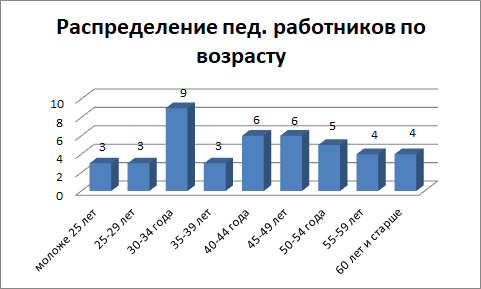 Распределение пед. работников по
возрасту
10
8
6
4
2
0
3
3
9
3
6
6
5
4
4
моложе 25 лет
25-29 лет
30-34 года
35-39 лет
40-44 года
45-49 лет
50-54 года
55-59 лет
60 лет и старше